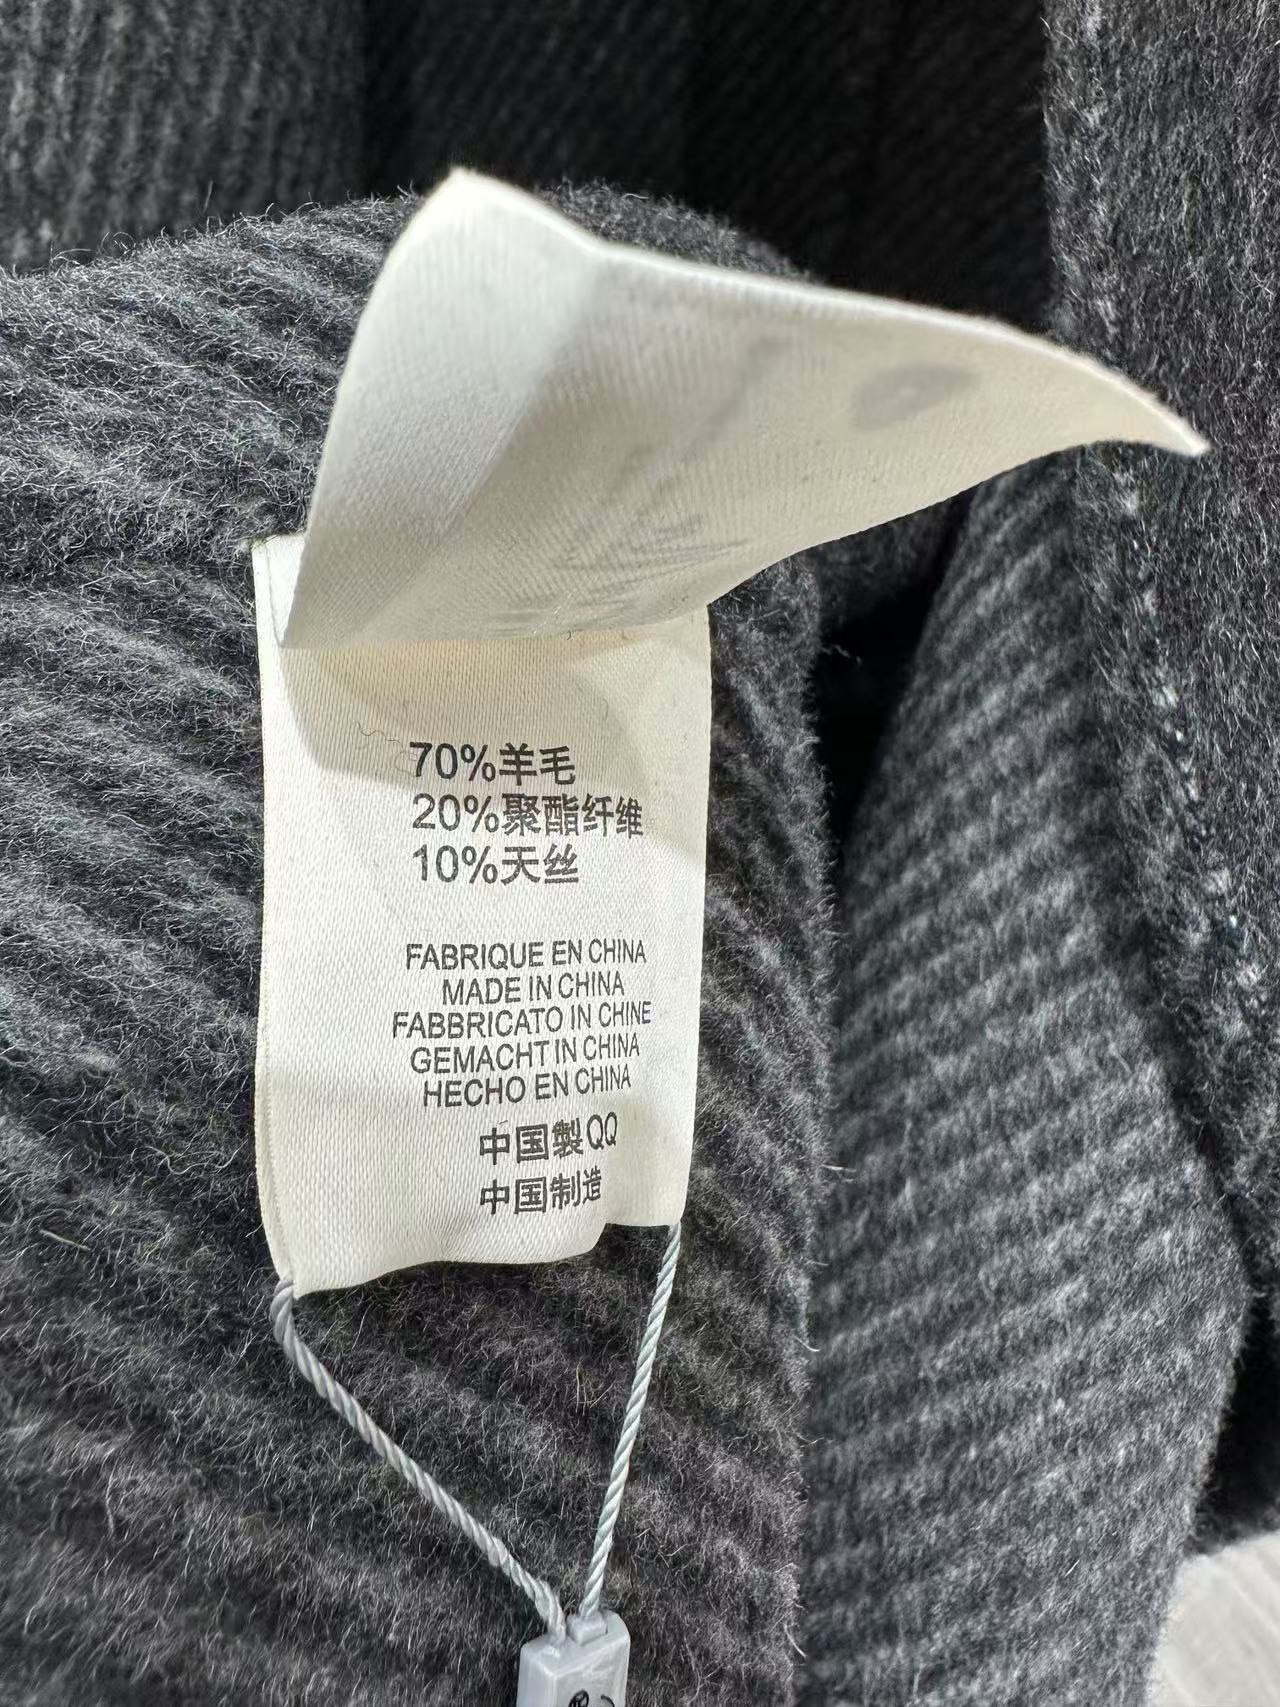 70%羊毛
20%聚酯纤维
10%天丝
FABRIQUE EN CHINA
MADE IN CHINA
FABBRICATO IN CHINE
GEMACHT IN CHINA
HECHO EN CHINA
中国製QQ
中国制造